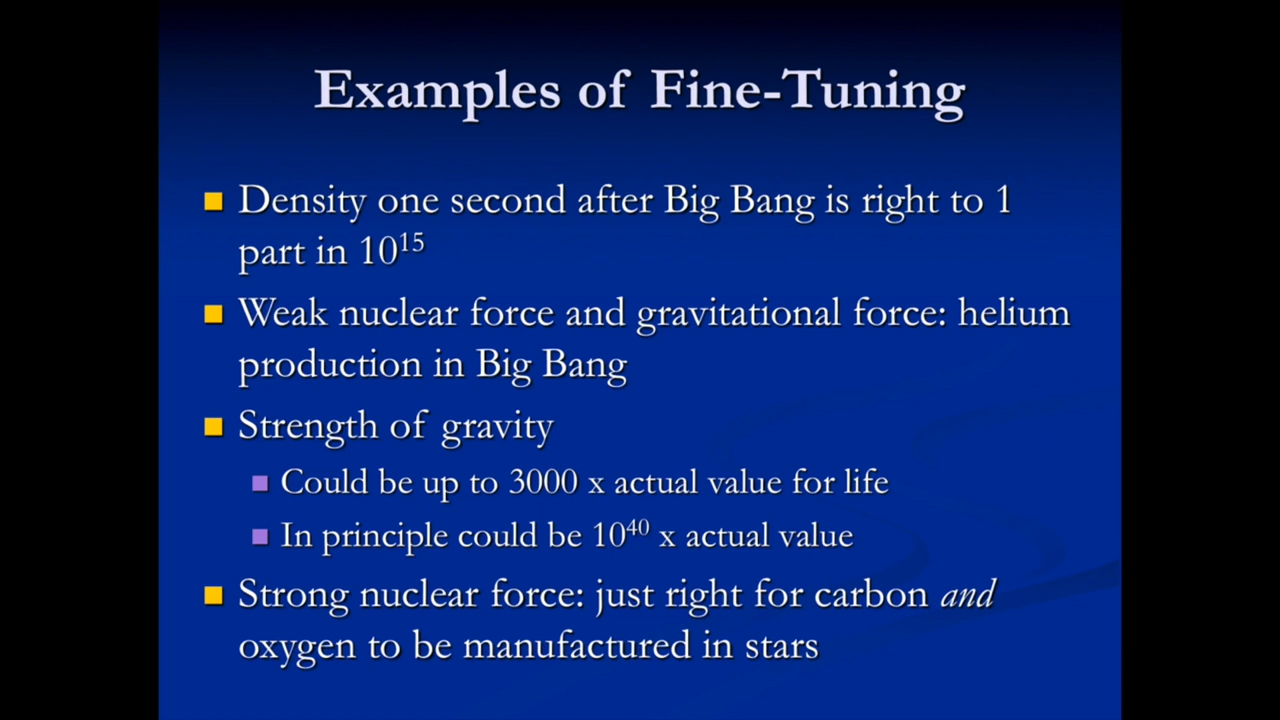 Examples of Fine-Tuning
Density one second after Big Bang is right to 1
part in 10¹⁵
Weak nuclear force and gravitational force: helium
production in Big Bang
Strength of gravity
Could be up to 3000 x actual value for life
In principle could be 10⁴⁰ x actual value
Strong nuclear force: just right for carbon and
oxygen to be manufactured in stars